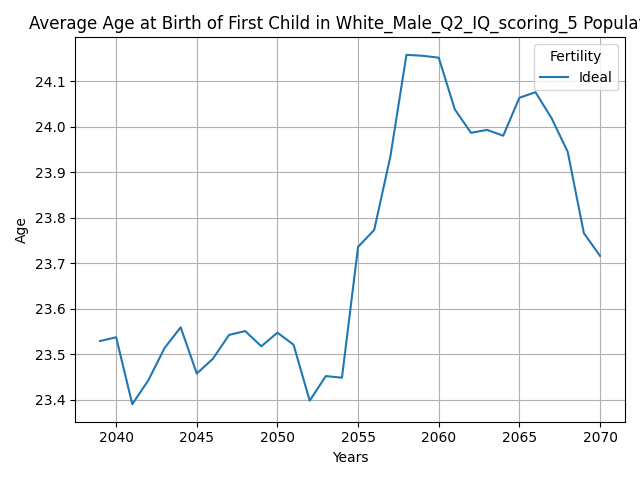 Average Age at Birth of First Child in White_Male_Q2_IQ_scoring_5 Populat
Fertility
Ideal
24.1
24.0
23.9
23.8
23.7
23.6
23.5
23.4
Age
2040 2045 2050 2055 2060 2065 2070
Years